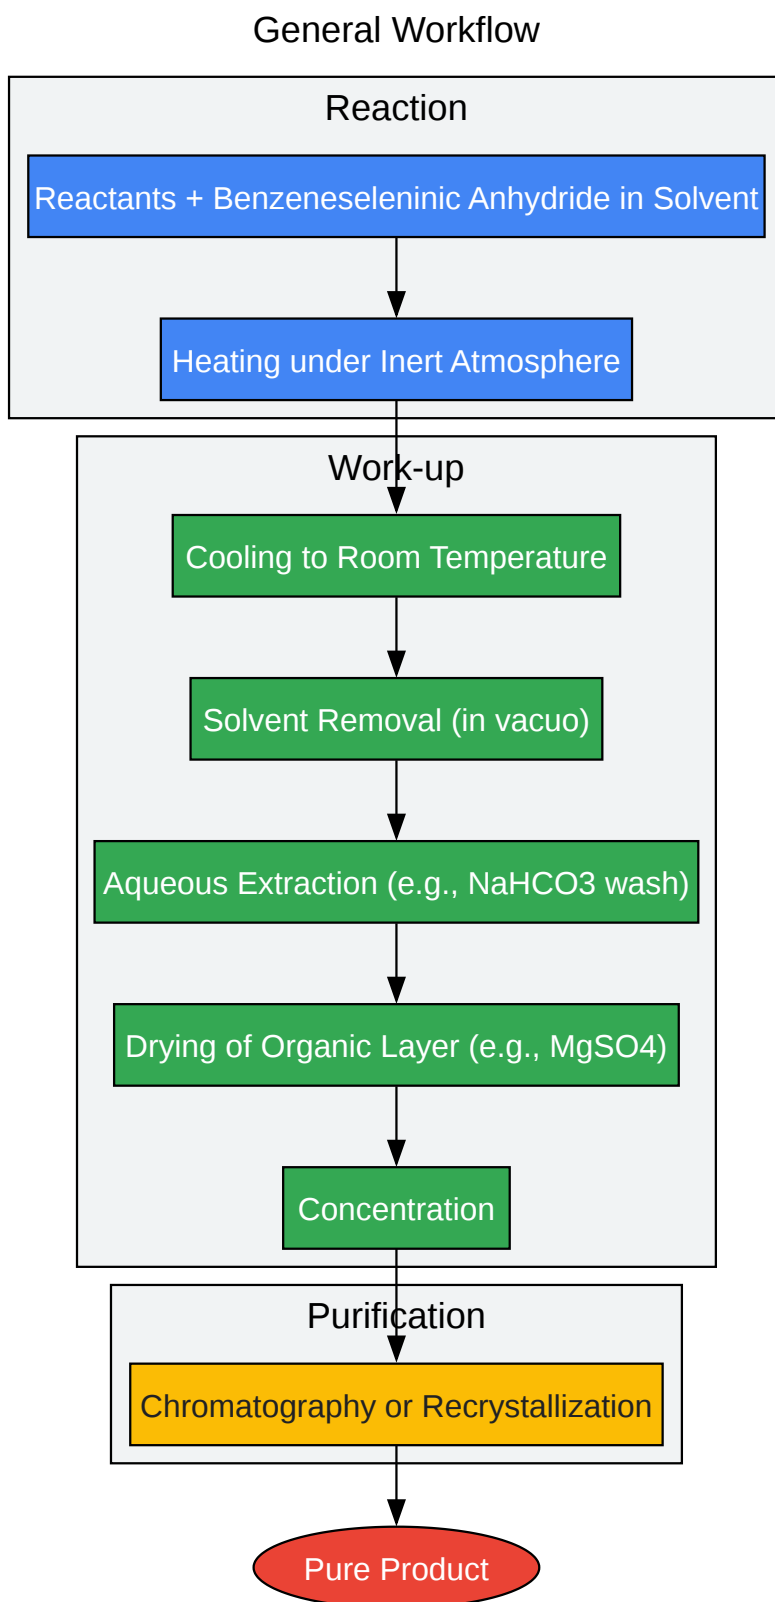 General Workflow
Reaction
Reactants + Benzeneseleninic Anhydride in Solvent
Heating under Inert Atmosphere
Work-up
Cooling to Room Temperature
Solvent Removal (in vacuo)
Aqueous Extraction (e.g., NaHCO3 wash)
Drying of Organic Layer (e.g., MgSO4)
Concentration
Purification
Chromatography or Recrystallization
Pure Product